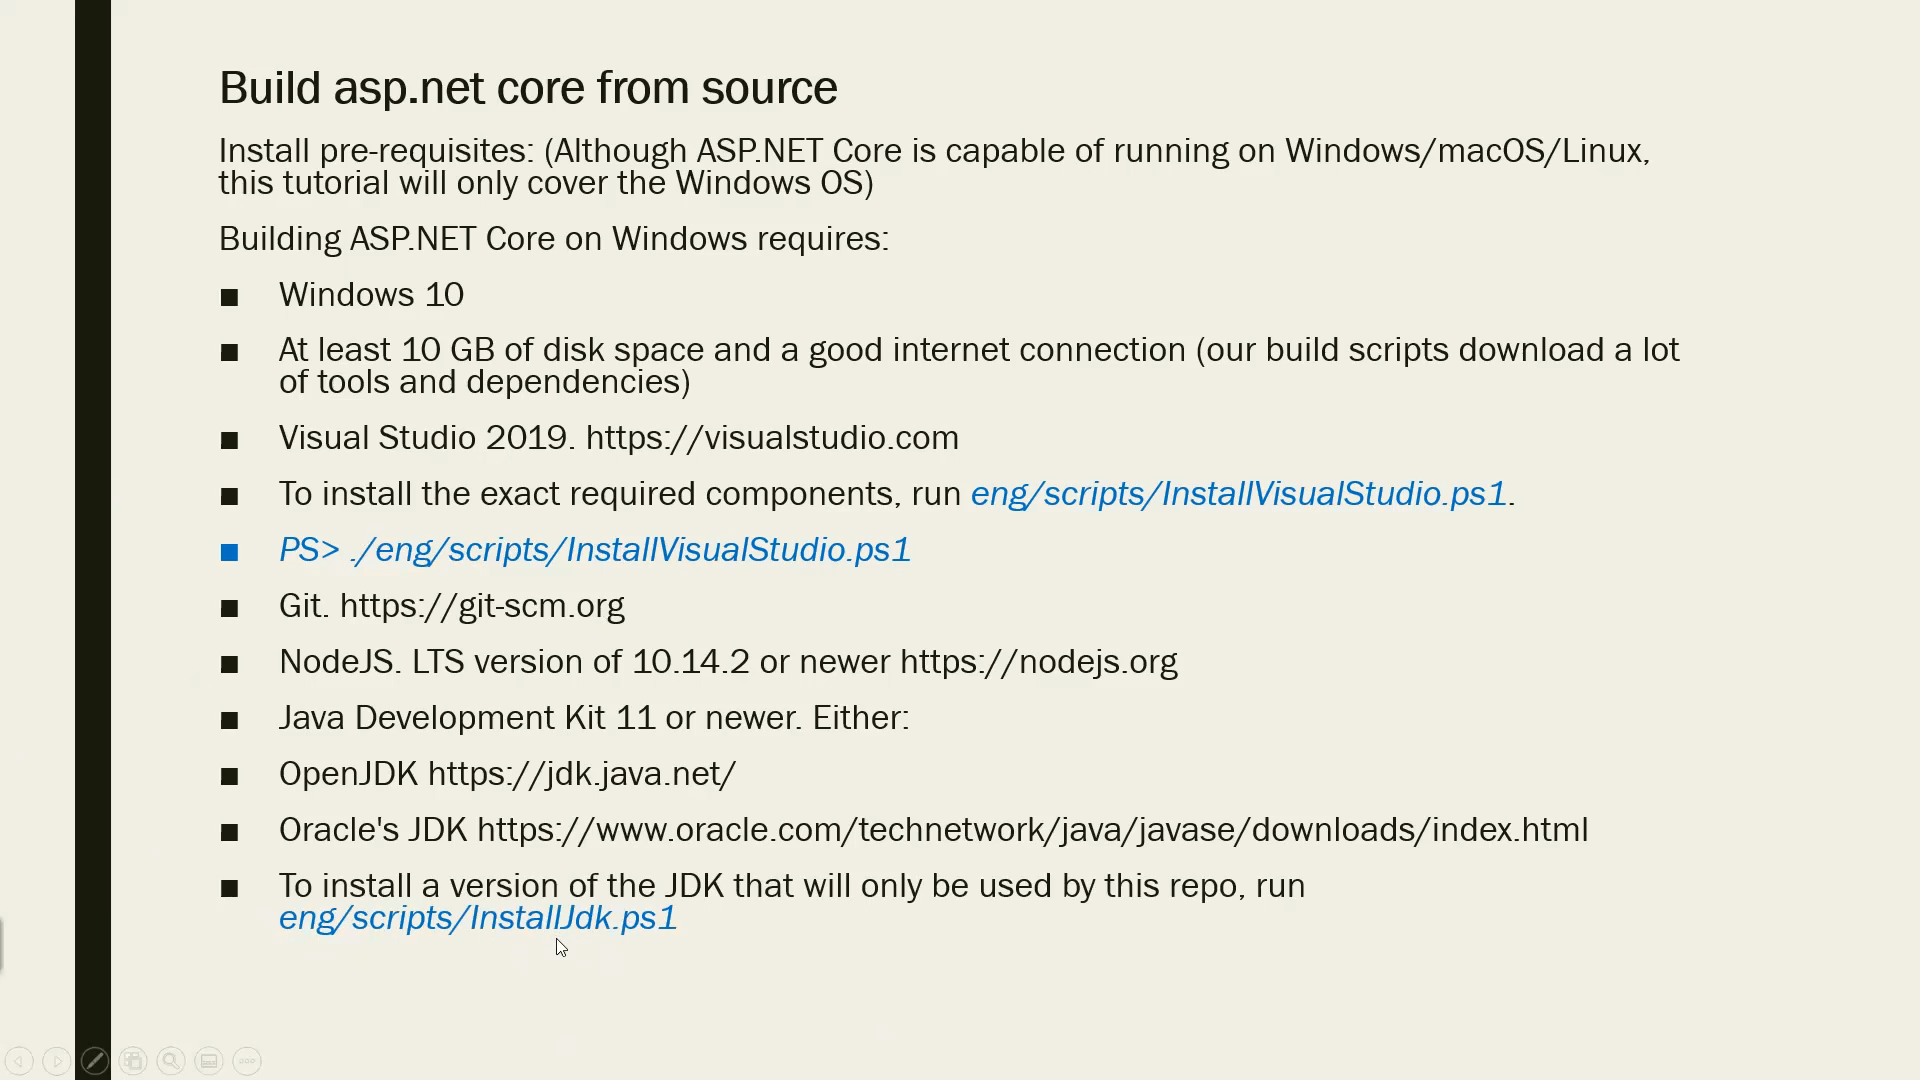 Build asp.net core from source
Install pre-requisites: (Although ASP.NET Core is capable of running on Windows/macOS/Linux,
this tutorial will only cover the Windows OS)
Building ASP.NET Core on Windows requires:
■ Windows 10
■ At least 10 GB of disk space and a good internet connection (our build scripts download a lot
of tools and dependencies)
■ Visual Studio 2019. https://visualstudio.com
■ To install the exact required components, run eng/scripts/InstallVisualStudio.ps1.
■ PS> ./eng/scripts/InstallVisualStudio.ps1
■ Git. https://git-scm.org
■ NodeJS. LTS version of 10.14.2 or newer https://nodejs.org
■ Java Development Kit 11 or newer. Either:
■ OpenJDK https://jdk.java.net/
■ Oracle's JDK https://www.oracle.com/technetwork/java/javase/downloads/index.html
■ To install a version of the JDK that will only be used by this repo, run
eng/scripts/InstallJdk.ps1